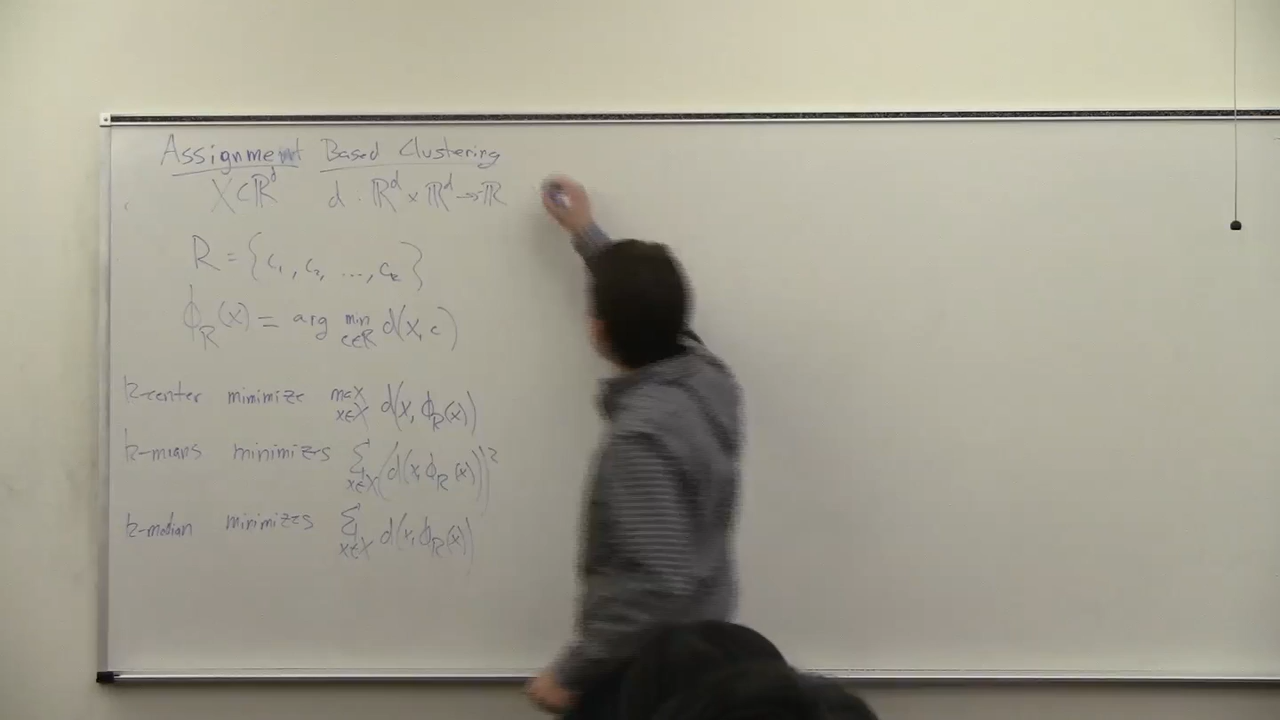 Assignment Based Clustering
X ⊂ ℝ^d d : ℝ^d × ℝ^d → ℝ
R = {c₁, c₂, ..., cₖ}
ϕ_R(x) = arg min_{c∈R} d(x, c)
k-center minimize max_{x∈X} d(x, ϕ_R(x))
k-means minimizes Σ_{x∈X} (d(x, ϕ_R(x)))²
k-median minimizes Σ_{x∈X} d(x, ϕ_R(x))